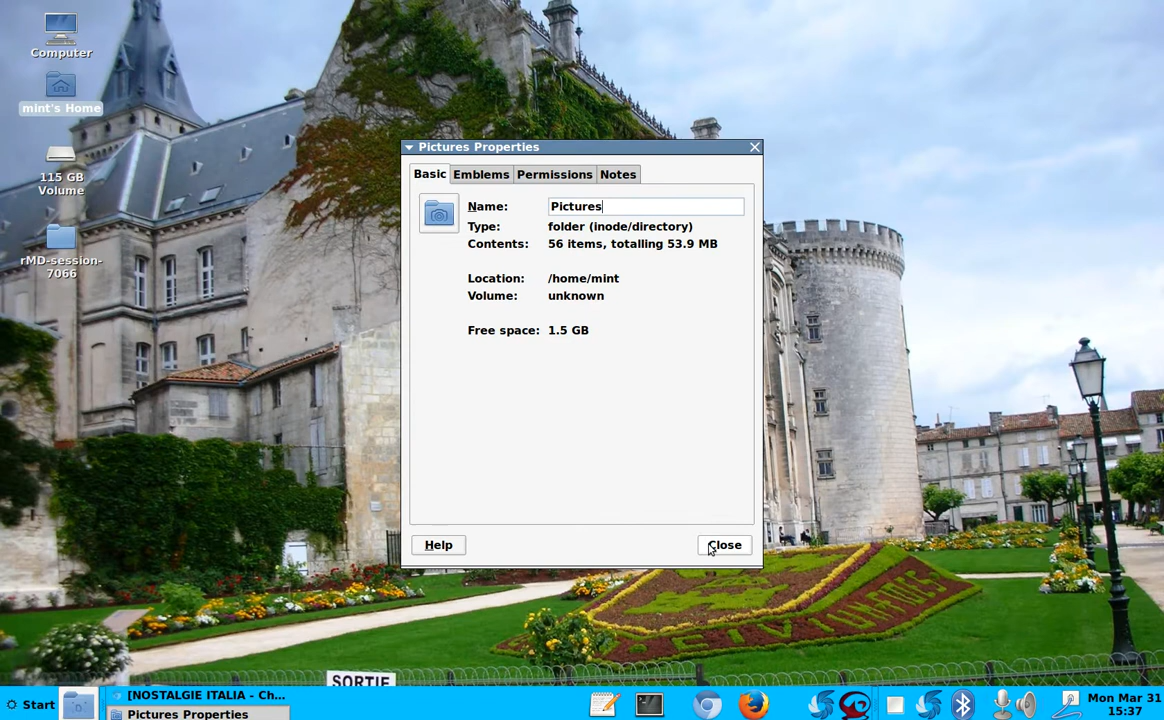 Computer
mint's Home
115 GB
Volume
rMD-session-
7066
Pictures Properties
Basic
Emblems
Permissions
Notes
Name: Pictures
Type: folder (inode/directory)
Contents: 56 items, totalling 53.9 MB
Location: /home/mint
Volume: unknown
Free space: 1.5 GB
Help
Close
SORTIE
Start
[NOSTALGIE ITALIA - Ch...
Pictures Properties
Mon Mar 31
15:37